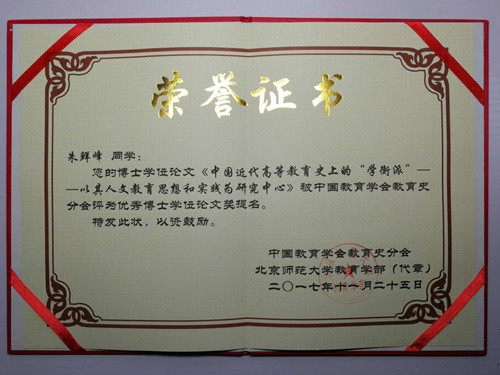 荣誉证书
朱鲜峰 同学：
您的博士学位论文《中国近代高等教育史上的“学衡派”—
—以其人文教育思想和实践为研究中心》被中国教育学会教育史
分会评为优秀博士学位论文奖提名。
特发此状，以资鼓励。
中国教育学会教育史分会
北京师范大学教育学部（代章）
二〇一七年十一月二十五日